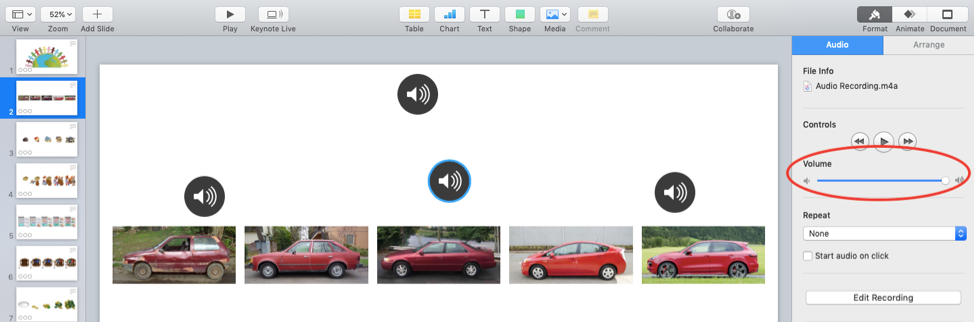 52%
View Zoom Add Slide Play Keynote Live Table Chart Text Shape Media Comment Collaborate Format Animate Document
T
Audio Arrange
File Info
Audio Recording.m4a
Controls
Volume
Repeat
None
Start audio on click
Edit Recording
1
2
3
4
5
6
7